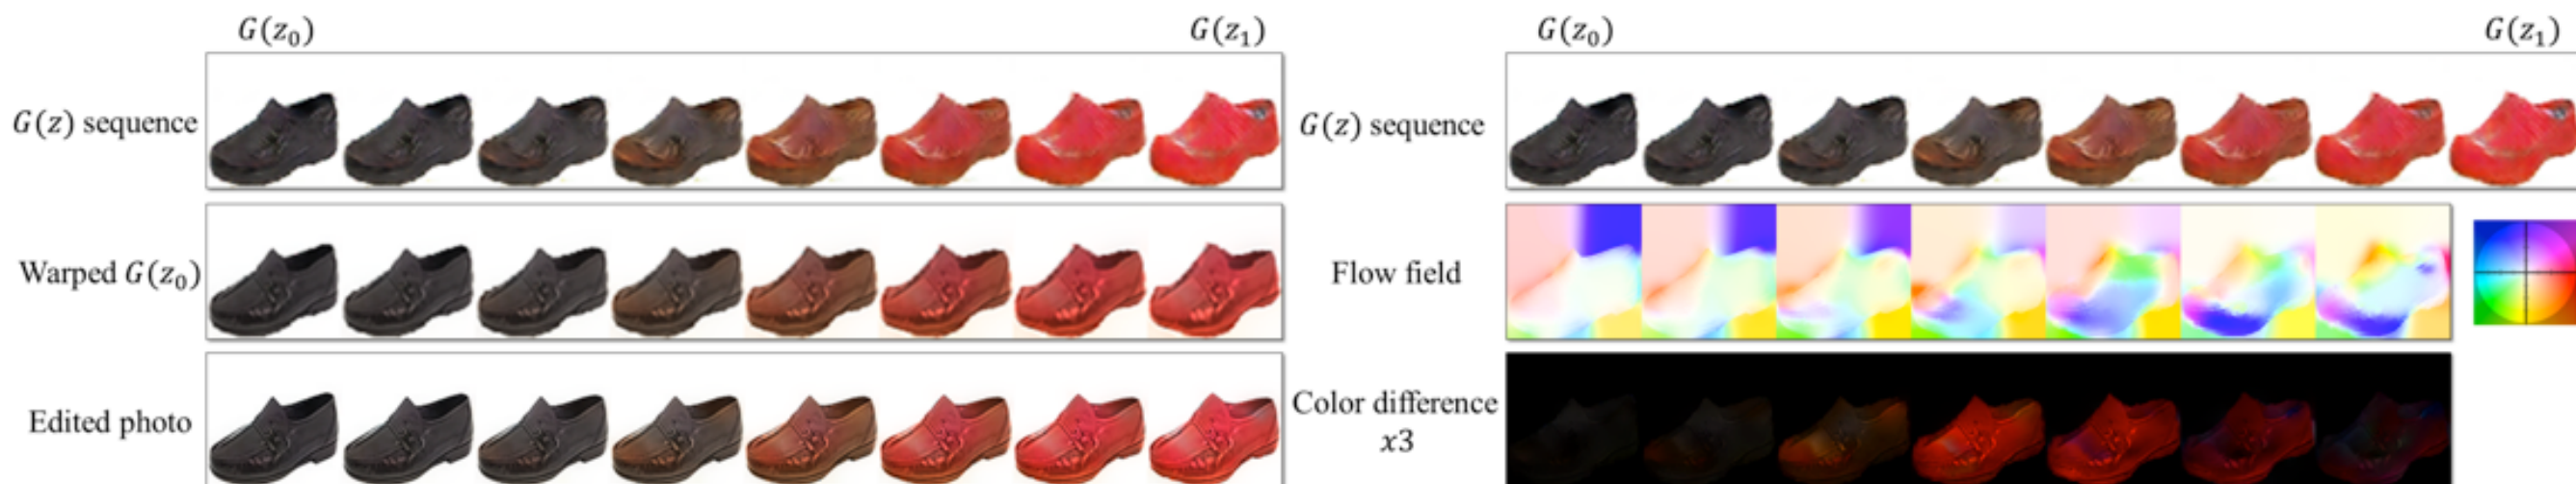 G(z₀) G(z₁) G(z₀) G(z₁)
G(z) sequence G(z) sequence
Warped G(z₀) Flow field
Edited photo Color difference
x3